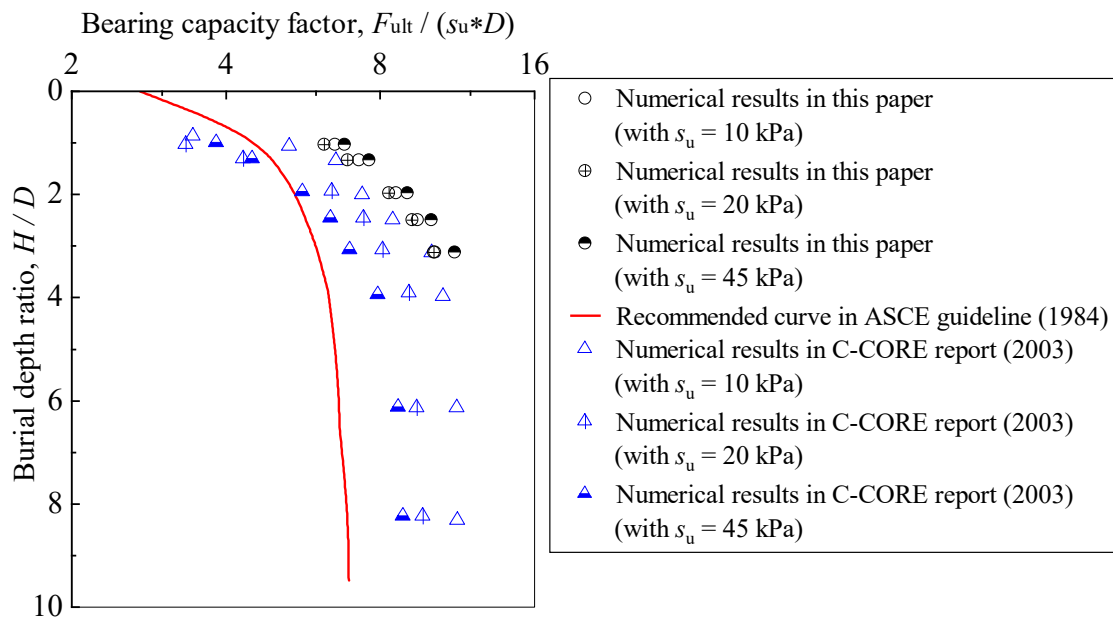 Bearing capacity factor, Fult / (su*D)
2 4 8 16
0
2
4
6
8
10
Burial depth ratio, H / D
Numerical results in this paper
(with su = 10 kPa)
Numerical results in this paper
(with su = 20 kPa)
Numerical results in this paper
(with su = 45 kPa)
Recommended curve in ASCE guideline (1984)
Numerical results in C-CORE report (2003)
(with su = 10 kPa)
Numerical results in C-CORE report (2003)
(with su = 20 kPa)
Numerical results in C-CORE report (2003)
(with su = 45 kPa)